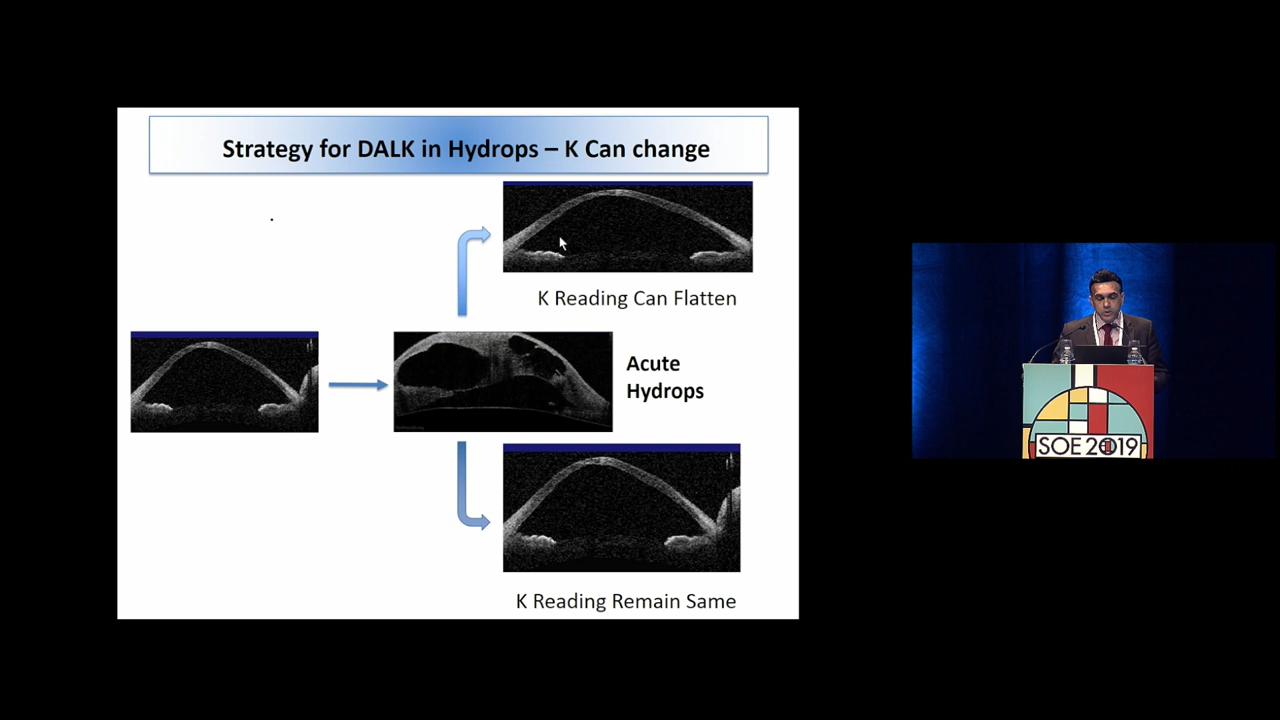 Strategy for DALK in Hydrops – K Can change
K Reading Can Flatten
Acute
Hydrops
K Reading Remain Same
SOE 2019